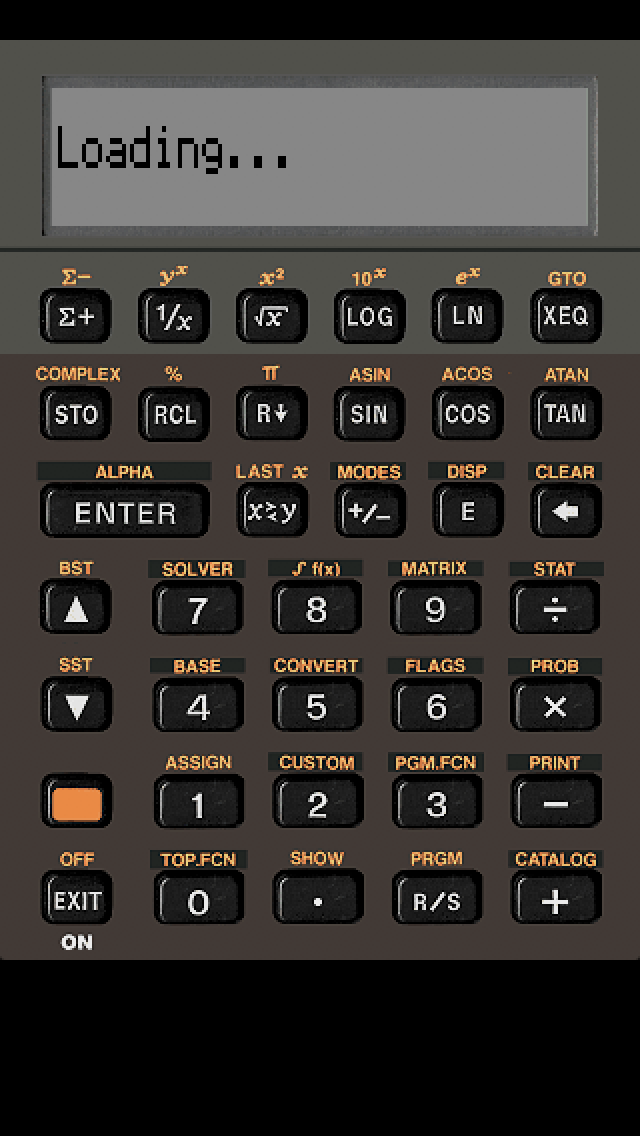 Loading...
Σ− yˣ x² 10ˣ eˣ GTO
Σ+ 1/x √x LOG LN XEQ
COMPLEX % π ASIN ACOS ATAN
STO RCL R↓ SIN COS TAN
ALPHA LAST x MODES DISP CLEAR
ENTER x≷y +/− E ←
BST SOLVER ∫ f(x) MATRIX STAT
▲ 7 8 9 ÷
SST BASE CONVERT FLAGS PROB
▼ 4 5 6 ×
ASSIGN CUSTOM PGM.FCN PRINT
1 2 3 −
OFF TOP.FCN SHOW PRGM CATALOG
EXIT 0 . R/S +
ON